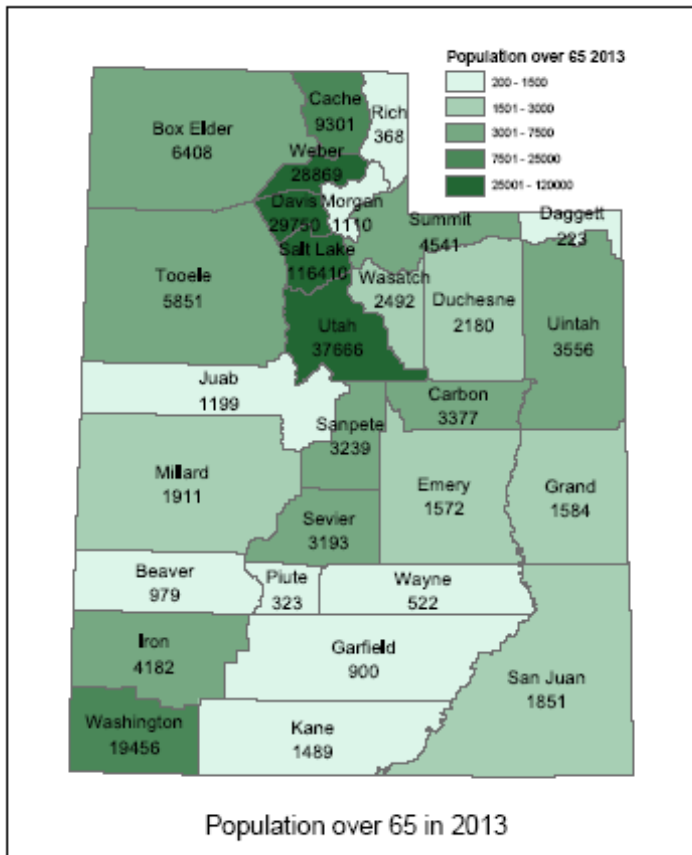 Population over 65 2013
200 - 1500
1501 - 3000
3001 - 7500
7501 - 25000
25001 - 120000
Cache
9301
Rich
368
Box Elder
6408
Weber
28869
Davis
29750
Morgan
1110
Summit
4541
Daggett
223
Salt Lake
116410
Tooele
5851
Wasatch
2492
Duchesne
2180
Uintah
3556
Utah
37666
Juab
1199
Carbon
3377
Sanpete
3239
Millard
1911
Emery
1572
Grand
1584
Sevier
3193
Beaver
979
Piute
323
Wayne
522
Iron
4182
Garfield
900
San Juan
1851
Washington
19456
Kane
1489
Population over 65 in 2013